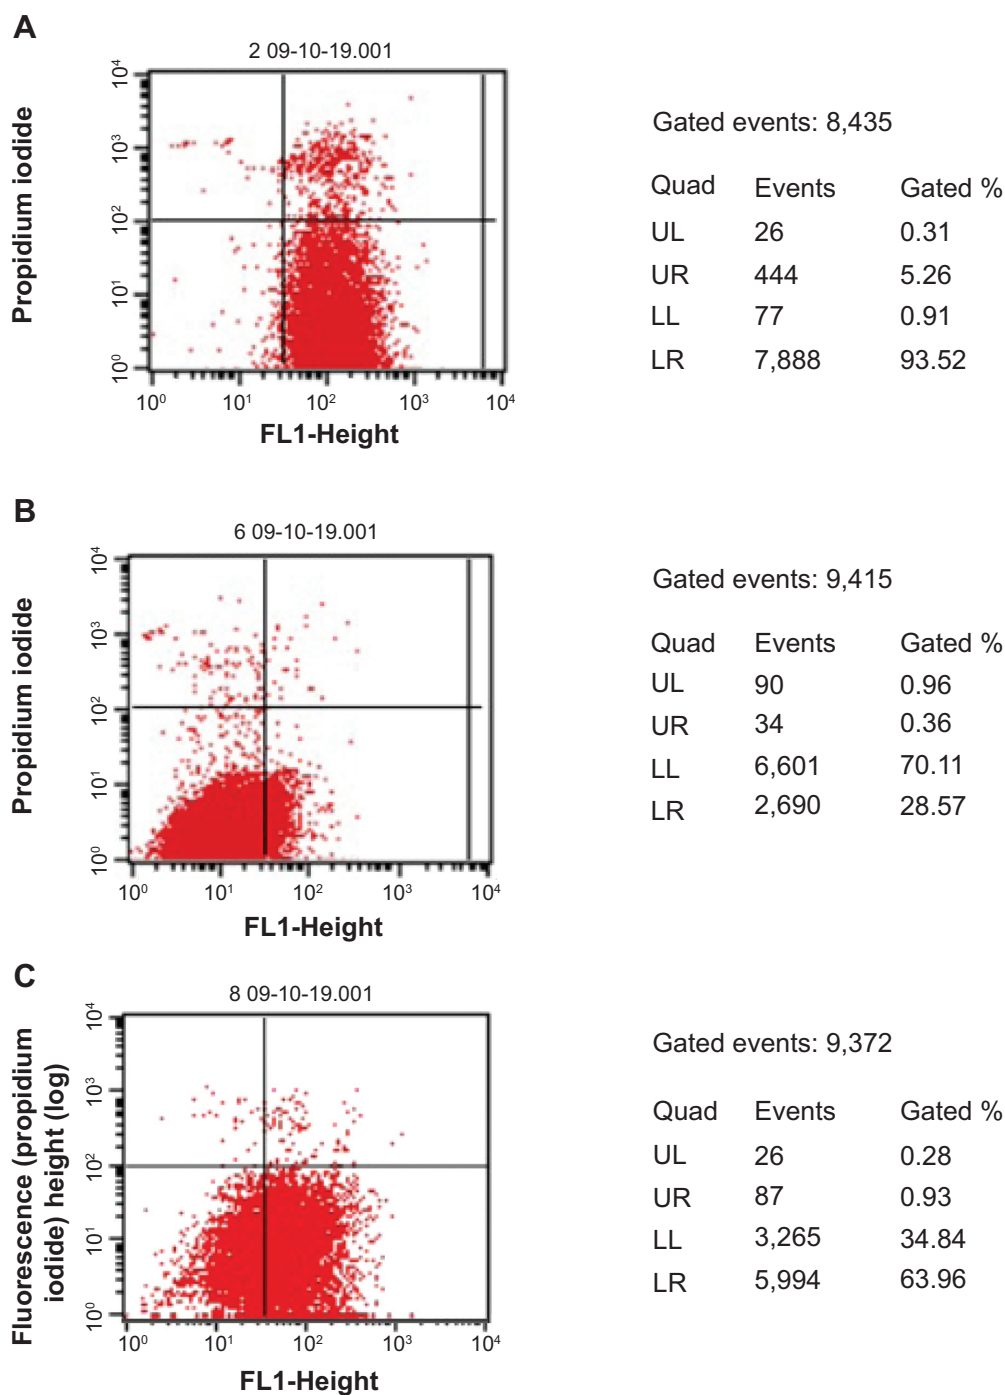 A
2 09-10-19.001
Propidium iodide
10⁴
10³
10²
10¹
10⁰
10⁰ 10¹ 10² 10³ 10⁴
FL1-Height
Gated events: 8,435
Quad Events Gated %
UL 26 0.31
UR 444 5.26
LL 77 0.91
LR 7,888 93.52
B
6 09-10-19.001
Propidium iodide
10⁴
10³
10²
10¹
10⁰
10⁰ 10¹ 10² 10³ 10⁴
FL1-Height
Gated events: 9,415
Quad Events Gated %
UL 90 0.96
UR 34 0.36
LL 6,601 70.11
LR 2,690 28.57
C
8 09-10-19.001
Fluorescence (propidium
iodide) height (log)
10⁴
10³
10²
10¹
10⁰
10⁰ 10¹ 10² 10³ 10⁴
FL1-Height
Gated events: 9,372
Quad Events Gated %
UL 26 0.28
UR 87 0.93
LL 3,265 34.84
LR 5,994 63.96